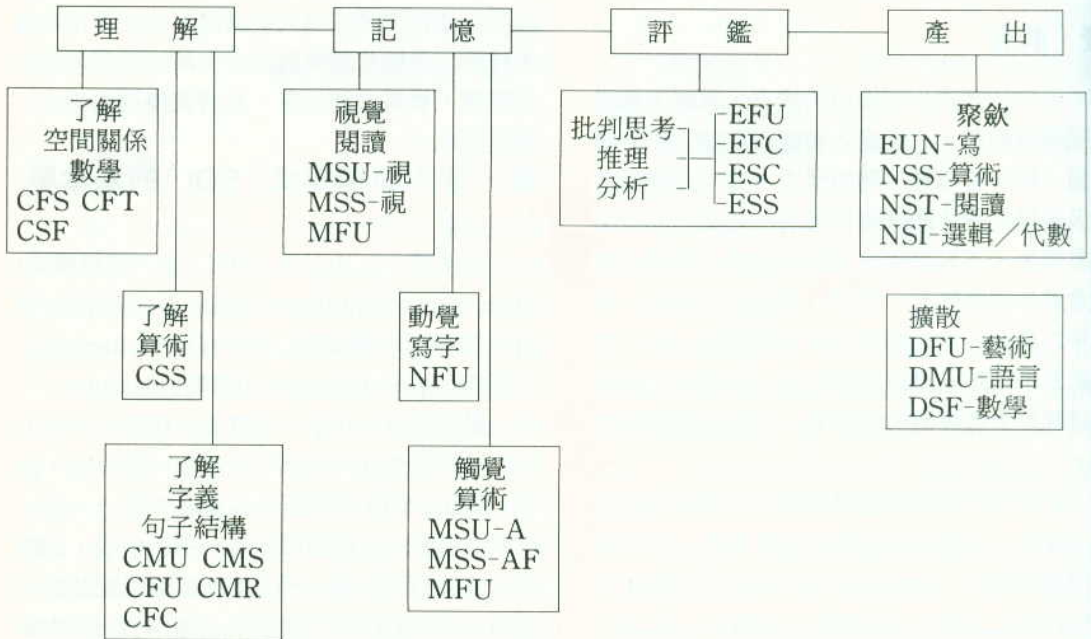 理解
記憶
評鑑
產出
了解
空間關係
數學
CFS CFT
CSF
了解
算術
CSS
了解
字義
句子結構
CMU CMS
CFU CMR
CFC
視覺
閱讀
MSU-視
MSS-視
MFU
動覺
寫字
NFU
觸覺
算術
MSU-A
MSS-AF
MFU
批判思考
推理
分析
EFU
EFC
ESC
ESS
聚歛
EUN-寫
NSS-算術
NST-閱讀
NSI-選輯／代數
擴散
DFU-藝術
DMU-語言
DSF-數學